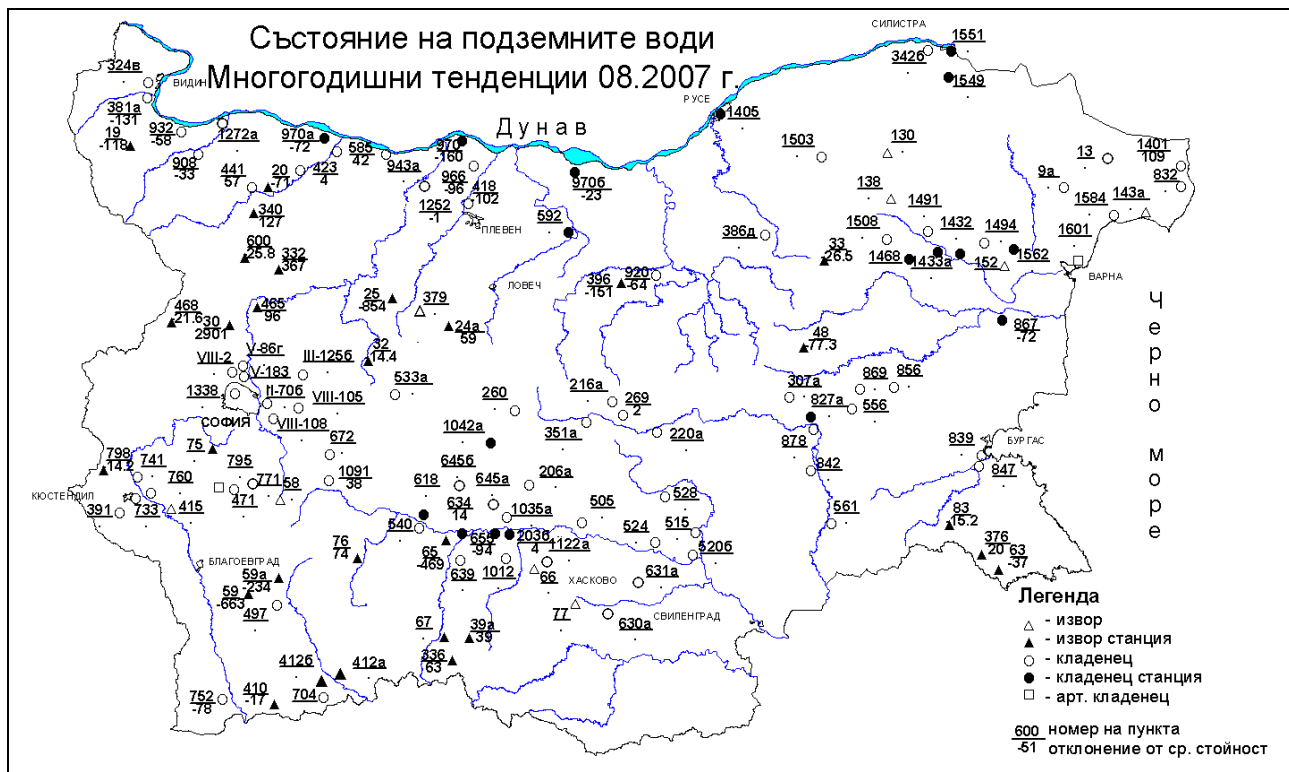 Състояние на подземните води
Многогодишни тенденции 08.2007 г.
СИЛИСТРА
1551
342б
1549
324в
ВИДИН
381а
-131
19
-118
932
-58
1272а
970а
-72
585
42
943а
970
-160
Дунав
РУСЕ
1405
908
-33
441
57
20
-71
423
4
966
-96
1252
-1
418
-102
ПЛЕВЕН
970б
-23
1503
130
13
1401
109
9а
832
138
1584
143а
340
127
592
386д
1508
1491
1432
1494
1601
600
25.8
332
367
33
26.5
1468
1433а
152
1562
ВАРНА
396
-151
920
-64
ЛОВЕЧ
468
21.6
30
2901
465
96
25
-854
379
24а
59
867
-72
48
-77.3
32
14.4
Черно море
V-86г
VIII-2
V-183
III-125б
1338
II-70б
VIII-105
СОФИЯ
VIII-108
533а
260
216а
269
2
307а
869
856
827а
556
351а
220а
878
1042а
672
75
798
14.2
741
760
795
771
58
1091
38
618
645б
645а
206а
842
839
БУРГАС
847
КЮСТЕНДИЛ
391
733
415
471
634
14
1035а
505
528
561
83
15.2
540
655
-94
203б
4
1122а
524
515
520б
376
20
63
-37
76
74
65
-469
639
1012
66
ХАСКОВО
631а
БЛАГОЕВГРАД
59а
-234
59
-663
497
77
630а
СВИЛЕНГРАД
67
39а
39
336
63
412б
412а
752
-78
410
-17
704
Легенда
- извор
- извор станция
- кладенец
- кладенец станция
- арт. кладенец
600 номер на пункта
-51 отклонение от ср. стойност